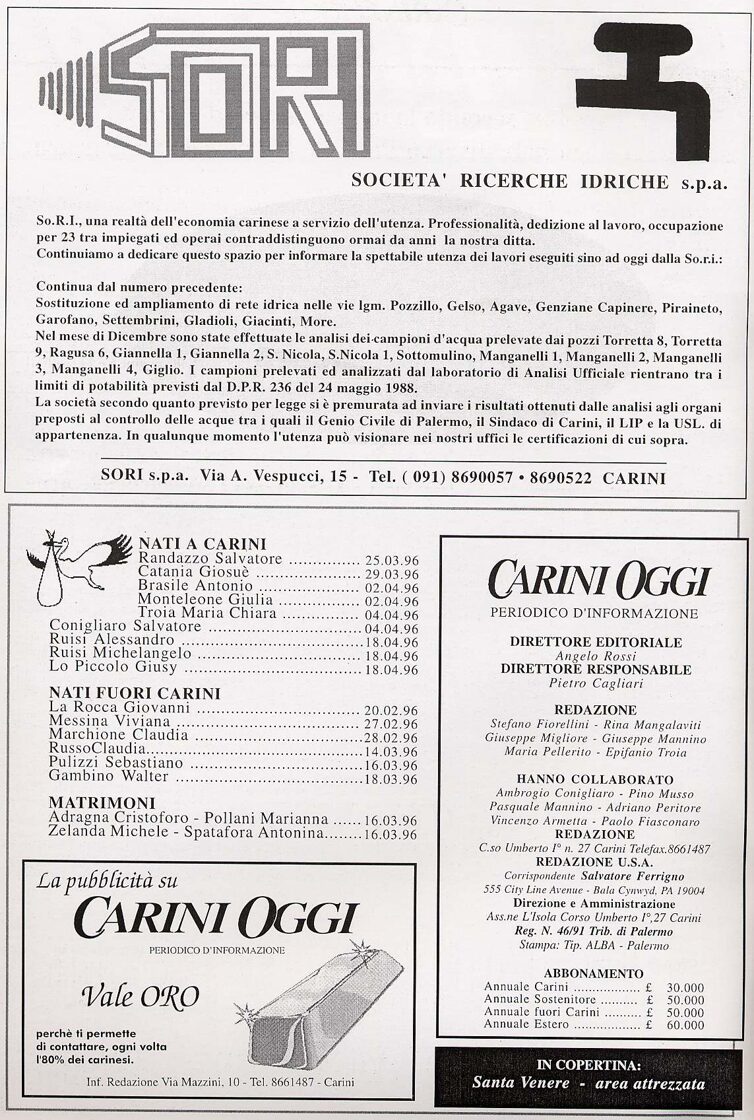 SORI
SOCIETA' RICERCHE IDRICHE s.p.a.
So.R.I., una realtà dell'economia carinese a servizio dell'utenza. Professionalità, dedizione al lavoro, occupazione
per 23 tra impiegati ed operai contraddistinguono ormai da anni la nostra ditta.
Continuiamo a dedicare questo spazio per informare la spettabile utenza dei lavori eseguiti sino ad oggi dalla So.r.i.:
Continua dal numero precedente:
Sostituzione ed ampliamento di rete idrica nelle vie lgm. Pozzillo, Gelso, Agave, Genziane Capinere, Piraineto,
Garofano, Settembrini, Gladioli, Giacinti, More.
Nel mese di Dicembre sono state effettuate le analisi dei campioni d'acqua prelevate dai pozzi Torretta 8, Torretta
9, Ragusa 6, Giannella 1, Giannella 2, S. Nicola, S.Nicola 1, Sottomulino, Manganelli 1, Manganelli 2, Manganelli
3, Manganelli 4, Giglio. I campioni prelevati ed analizzati dal laboratorio di Analisi Ufficiale rientrano tra i
limiti di potabilità previsti dal D.P.R. 236 del 24 maggio 1988.
La società secondo quanto previsto per legge si è premurata ad inviare i risultati ottenuti dalle analisi agli organi
preposti al controllo delle acque tra i quali il Genio Civile di Palermo, il Sindaco di Carini, il LIP e la USL. di
appartenenza. In qualunque momento l'utenza può visionare nei nostri uffici le certificazioni di cui sopra.
SORI s.p.a. Via A. Vespucci, 15 - Tel. ( 091) 8690057 • 8690522 CARINI
NATI A CARINI
Randazzo Salvatore ................ 25.03.96
Catania Giosuè ....................... 29.03.96
Brasile Antonio ...................... 02.04.96
Monteleone Giulia ................. 02.04.96
Troia Maria Chiara ................. 04.04.96
Conigliaro Salvatore ........................... 04.04.96
Ruisi Alessandro .................................18.04.96
Ruisi Michelangelo ..............................18.04.96
Lo Piccolo Giusy .................................18.04.96
NATI FUORI CARINI
La Rocca Giovanni .............................20.02.96
Messina Viviana .................................27.02.96
Marchione Claudia ..............................28.02.96
RussoClaudia......................................14.03.96
Pulizzi Sebastiano ...............................16.03.96
Gambino Walter .................................18.03.96
MATRIMONI
Adragna Cristoforo - Pollani Marianna ......16.03.96
Zelanda Michele - Spatafora Antonina........16.03.96
La pubblicità su
CARINI OGGI
PERIODICO D'INFORMAZIONE
Vale ORO
perchè ti permette
di contattare, ogni volta
l'80% dei carinesi.
Inf. Redazione Via Mazzini, 10 - Tel. 8661487 - Carini
CARINI OGGI
PERIODICO D'INFORMAZIONE
DIRETTORE EDITORIALE
Angelo Rossi
DIRETTORE RESPONSABILE
Pietro Cagliari
REDAZIONE
Stefano Fiorellini - Rina Mangalaviti
Giuseppe Migliore - Giuseppe Mannino
Maria Pellerito - Epifanio Troia
HANNO COLLABORATO
Ambrogio Conigliaro - Pino Musso
Pasquale Mannino - Adriano Peritore
Vincenzo Armetta - Paolo Fiasconaro
REDAZIONE
C.so Umberto I° n. 27 Carini Telefax.8661487
REDAZIONE U.S.A.
Corrispondente Salvatore Ferrigno
555 City Line Avenue - Bala Cynwyd, PA 19004
Direzione e Amministrazione
Ass.ne L'Isola Corso Umberto I°,27 Carini
Reg. N. 46/91 Trib. di Palermo
Stampa: Tip. ALBA - Palermo
ABBONAMENTO
Annuale Carini .................. £ 30.000
Annuale Sostenitore .......... £ 50.000
Annuale fuori Carini .......... £ 50.000
Annuale Estero .................. £ 60.000
IN COPERTINA:
Santa Venere - area attrezzata